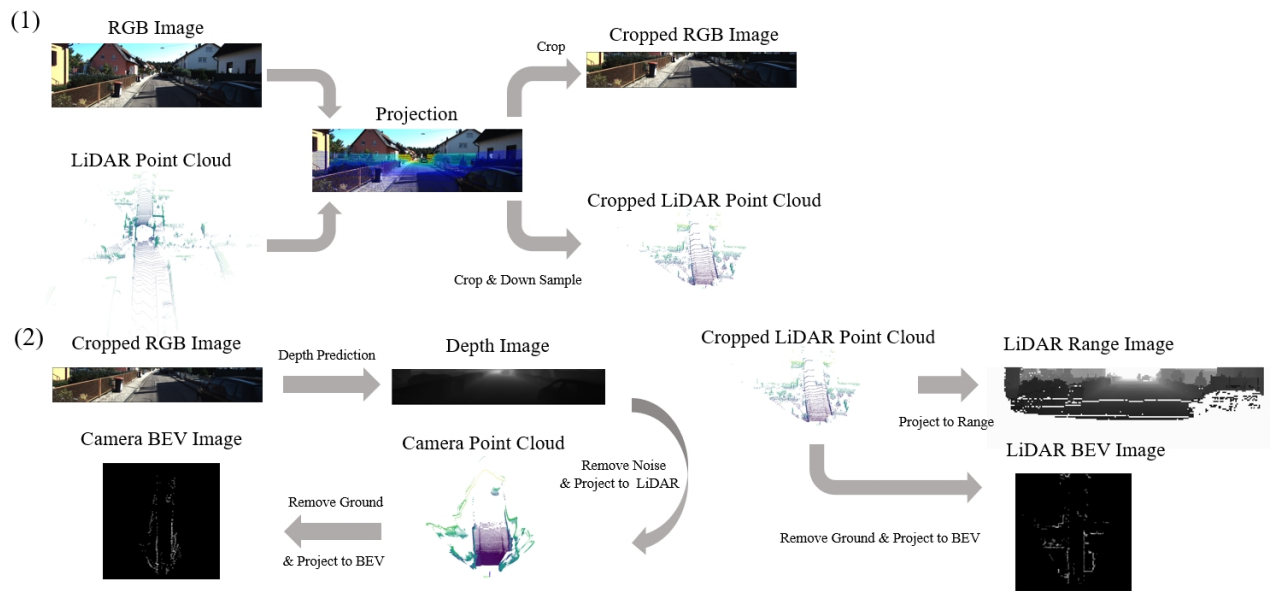 (1)
RGB Image
LiDAR Point Cloud
Projection
Crop
Cropped RGB Image
Cropped LiDAR Point Cloud
Crop & Down Sample
(2)
Cropped RGB Image
Depth Prediction
Depth Image
Camera BEV Image
Camera Point Cloud
Remove Noise
& Project to LiDAR
Remove Ground
& Project to BEV
Cropped LiDAR Point Cloud
LiDAR Range Image
Project to Range
LiDAR BEV Image
Remove Ground & Project to BEV